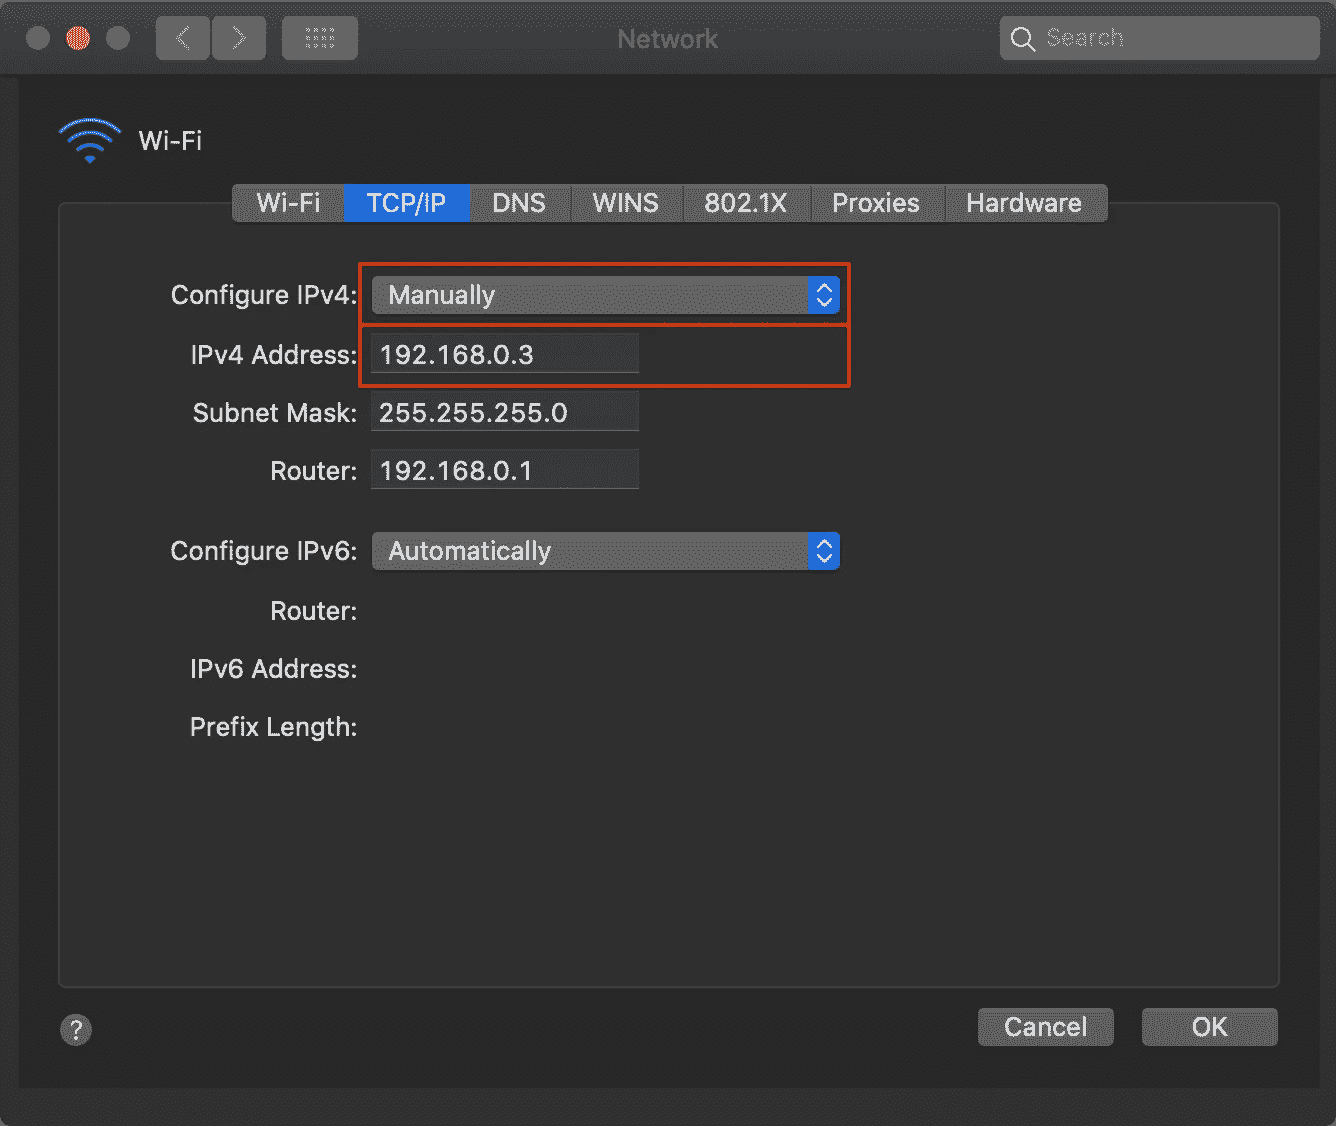 Network
Search
Wi-Fi
Wi-Fi TCP/IP DNS WINS 802.1X Proxies Hardware
Configure IPv4: Manually
IPv4 Address: 192.168.0.3
Subnet Mask: 255.255.255.0
Router: 192.168.0.1
Configure IPv6: Automatically
Router:
IPv6 Address:
Prefix Length:
? Cancel OK